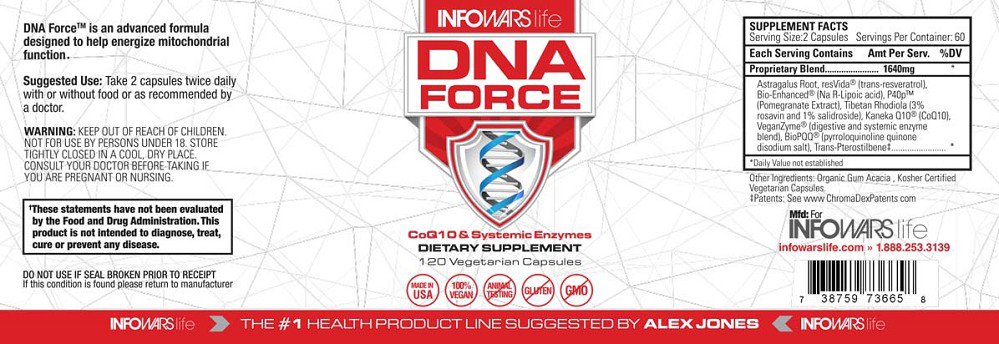 DNA Force™ is an advanced formula
designed to help energize mitochondrial
function.
Suggested Use: Take 2 capsules twice daily
with or without food or as recommended by
a doctor.
WARNING: KEEP OUT OF REACH OF CHILDREN.
NOT FOR USE BY PERSONS UNDER 18. STORE
TIGHTLY CLOSED IN A COOL, DRY PLACE.
CONSULT YOUR DOCTOR BEFORE TAKING IF
YOU ARE PREGNANT OR NURSING.
†These statements have not been evaluated
by the Food and Drug Administration. This
product is not intended to diagnose, treat,
cure or prevent any disease.
DO NOT USE IF SEAL BROKEN PRIOR TO RECEIPT
If this condition is found please return to manufacturer
INFOWARS life
DNA
FORCE
CoQ10 & Systemic Enzymes
DIETARY SUPPLEMENT
120 Vegetarian Capsules
MADE IN
USA
100%
VEGAN
ANIMAL
TESTING
GLUTEN
GMO
SUPPLEMENT FACTS
Serving Size:2 Capsules Servings Per Container: 60
Each Serving Contains Amt Per Serv. %DV
Proprietary Blend....................... 1640mg *
Astragalus Root, resVida® (trans-resveratrol),
Bio-Enhanced® (Na R-Lipoic acid), P40p™
(Pomegranate Extract), Tibetan Rhodiola (3%
rosavin and 1% salidroside), Kaneka Q10® (CoQ10),
VeganZyme® (digestive and systemic enzyme
blend), BioPQQ® (pyrroloquinoline quinone
disodium salt), Trans-Pterostilbene‡..................... *
*Daily Value not established
Other Ingredients: Organic Gum Acacia , Kosher Certified
Vegetarian Capsules
‡Patents: See www.ChromaDexPatents.com
Mfd: For
INFOWARS life
infowarslife.com » 1.888.253.3139
7 38759 73665 8
INFOWARS life THE #1 HEALTH PRODUCT LINE SUGGESTED BY ALEX JONES INFOWARS life